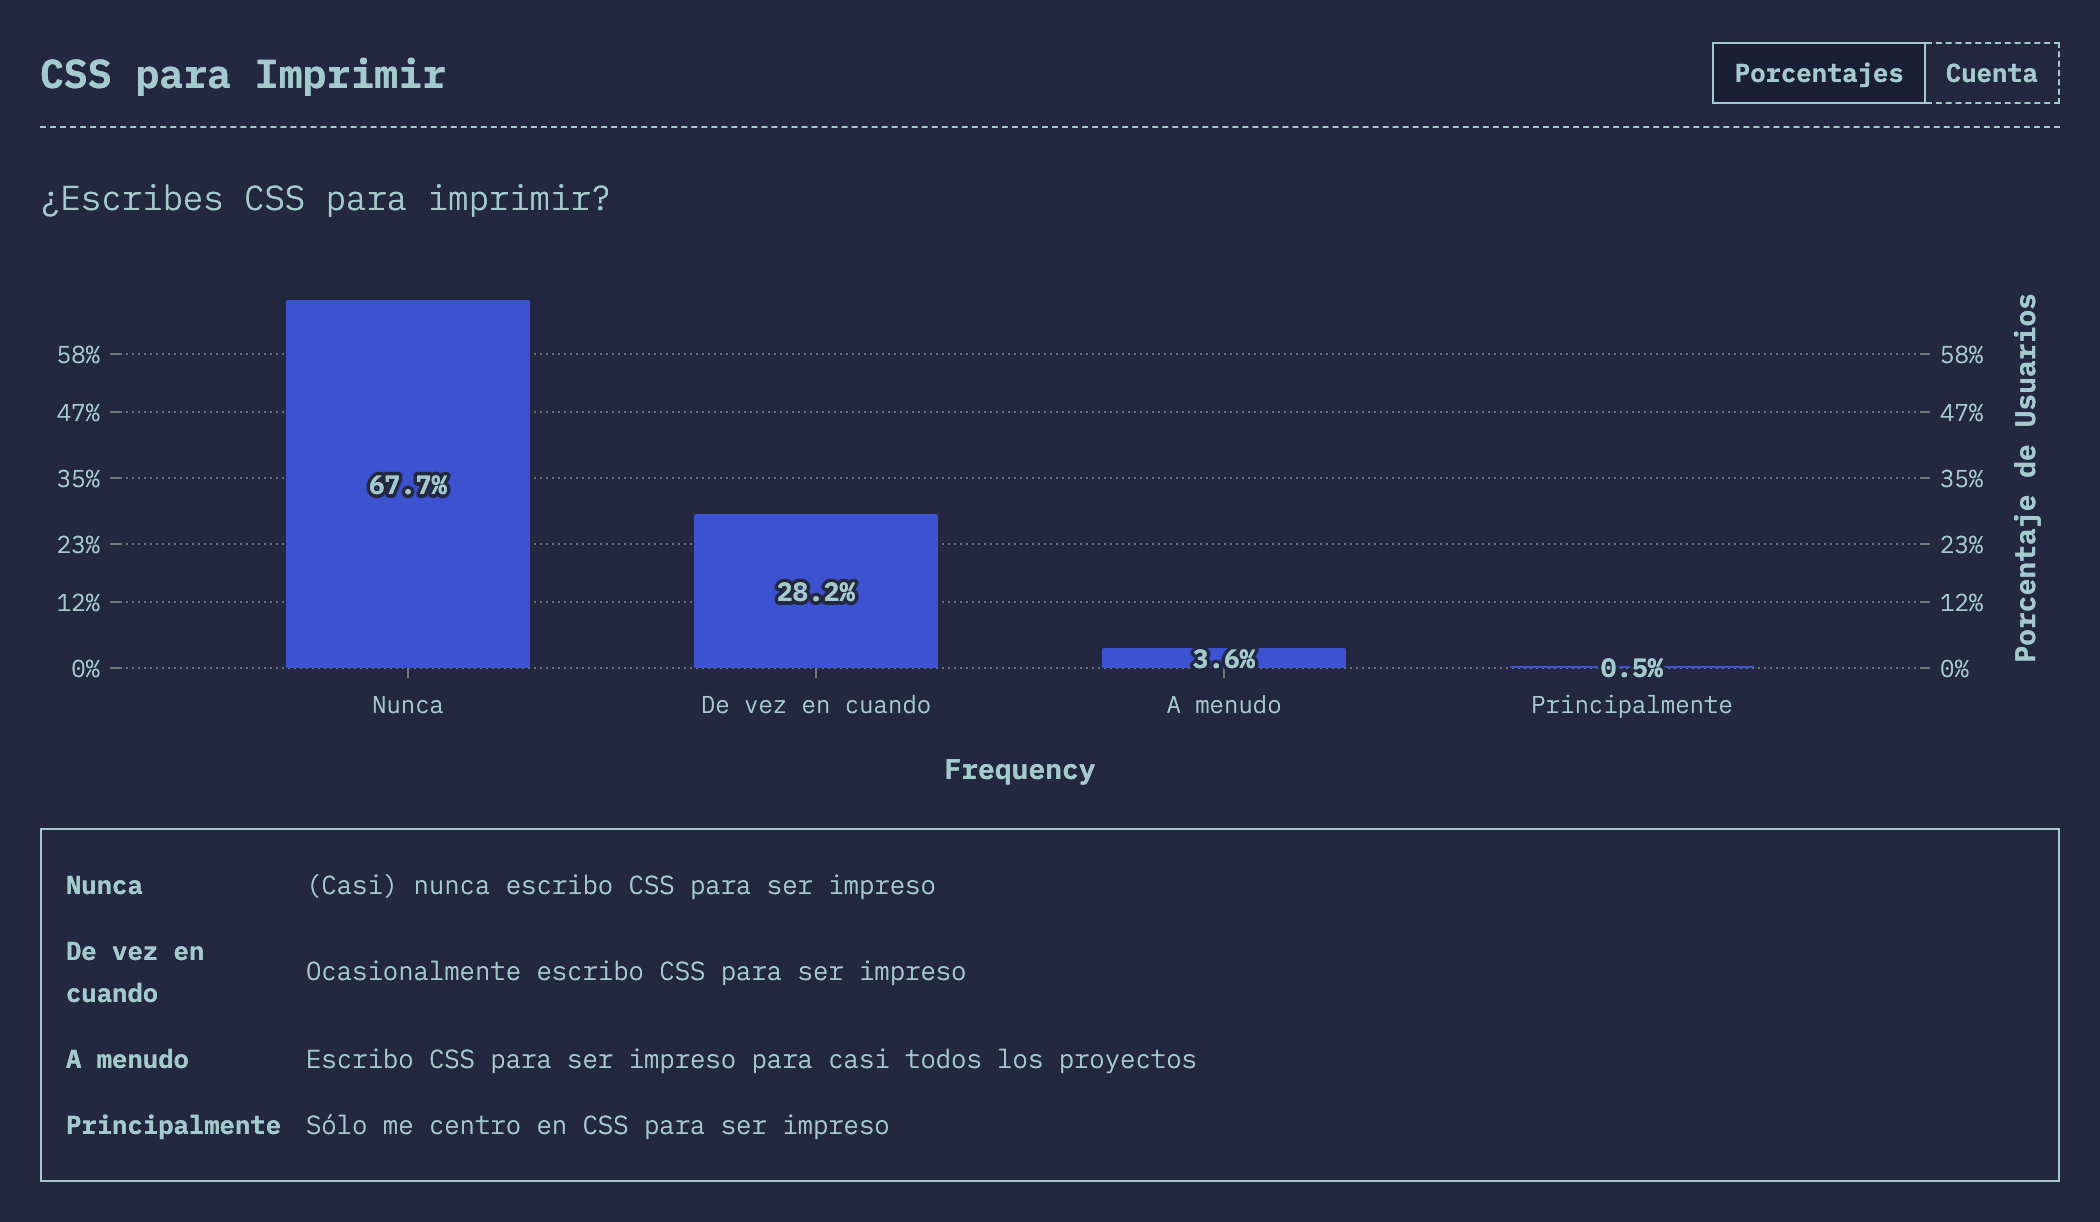 CSS para Imprimir
Porcentajes Cuenta
¿Escribes CSS para imprimir?
58% 58%
47% 47%
35% 35%
23% 23%
12% 12%
0% 0%
67.7%
28.2%
3.6%
0.5%
Porcentaje de Usuarios
Nunca De vez en cuando A menudo Principalmente
Frequency
Nunca (Casi) nunca escribo CSS para ser impreso
De vez en
cuando
Ocasionalmente escribo CSS para ser impreso
A menudo Escribo CSS para ser impreso para casi todos los proyectos
Principalmente Sólo me centro en CSS para ser impreso